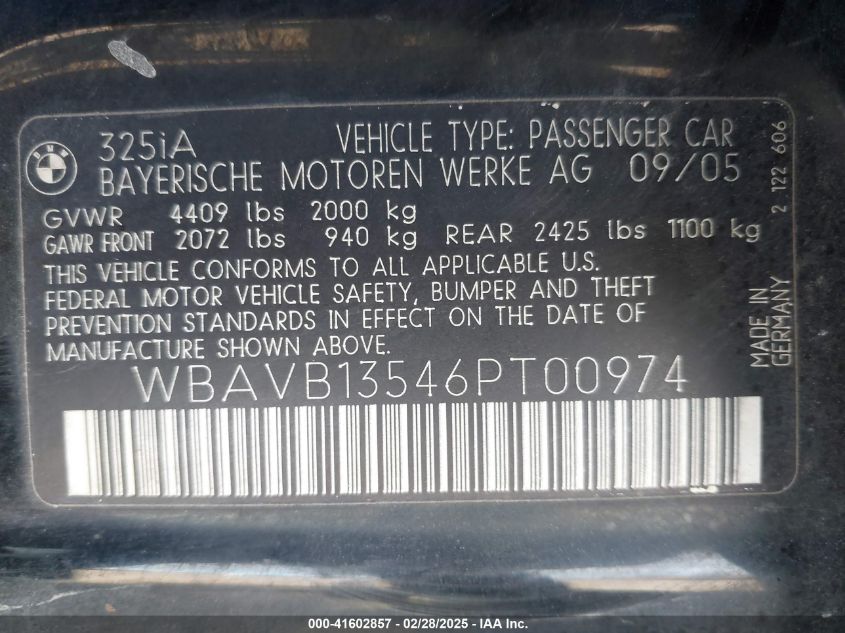 BMW
325iA VEHICLE TYPE: PASSENGER CAR
BAYERISCHE MOTOREN WERKE AG 09/05
GVWR 4409 lbs 2000 kg
GAWR FRONT 2072 lbs 940 kg REAR 2425 lbs 1100 kg
THIS VEHICLE CONFORMS TO ALL APPLICABLE U.S.
FEDERAL MOTOR VEHICLE SAFETY, BUMPER AND THEFT
PREVENTION STANDARDS IN EFFECT ON THE DATE OF
MANUFACTURE SHOWN ABOVE.
WBAVB13546PT00974
2 122 606
MADE IN
GERMANY
000-41602857 - 02/28/2025 - IAA Inc.